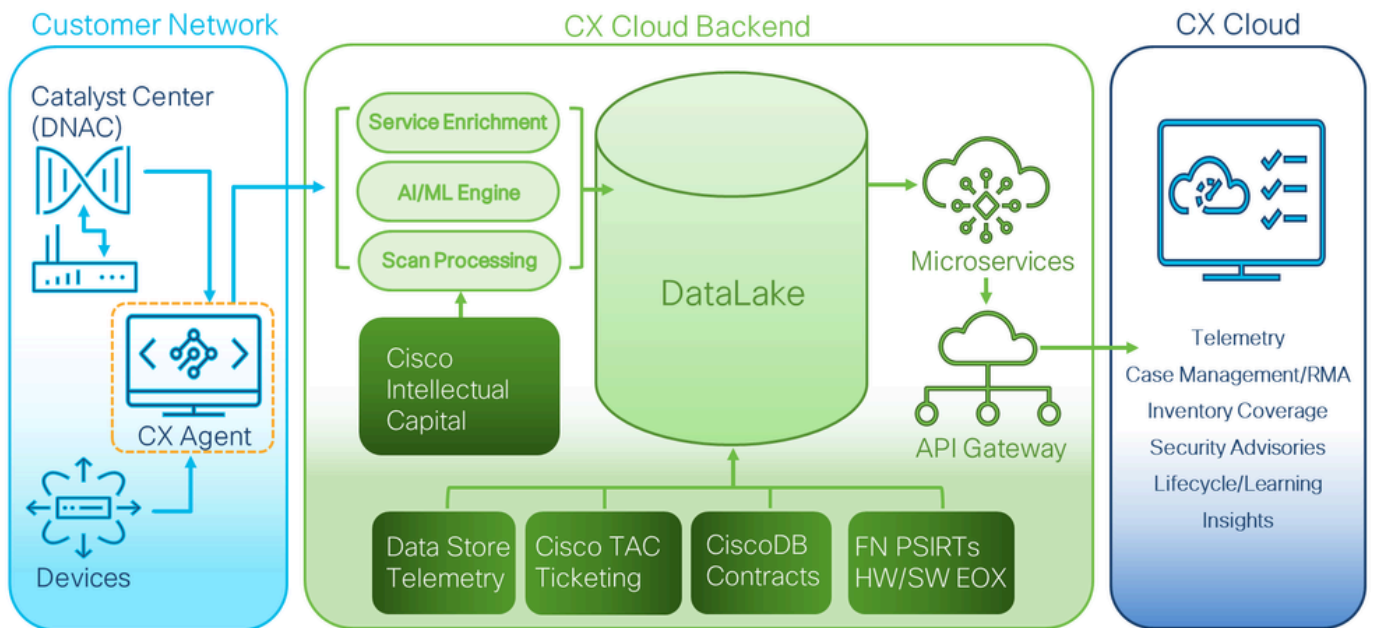 Customer Network
CX Cloud Backend
CX Cloud
Catalyst Center
(DNAC)
CX Agent
Devices
Service Enrichment
AI/ML Engine
Scan Processing
Cisco
Intellectual
Capital
DataLake
Microservices
API Gateway
Data Store
Telemetry
Cisco TAC
Ticketing
CiscoDB
Contracts
FN PSIRTs
HW/SW EOX
Telemetry
Case Management/RMA
Inventory Coverage
Security Advisories
Lifecycle/Learning
Insights